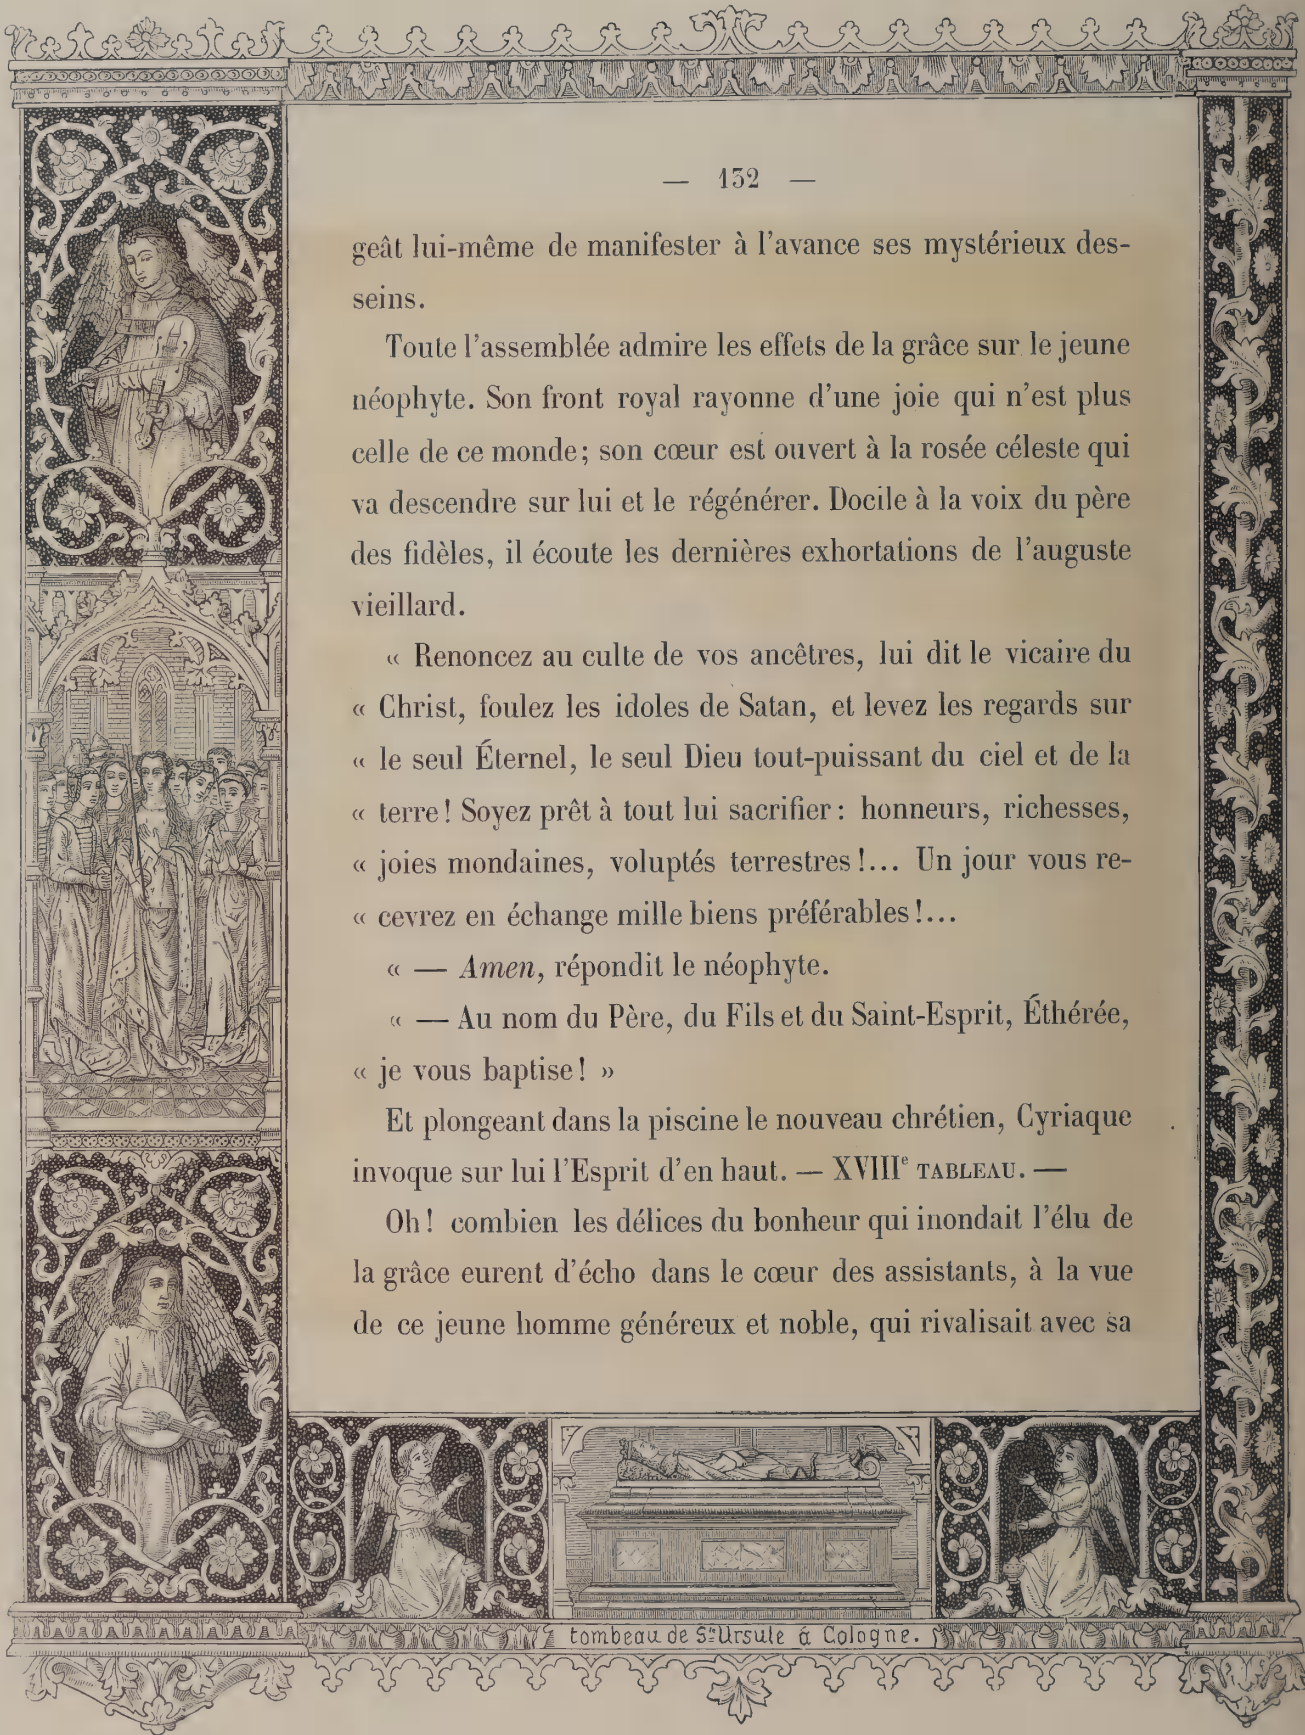 — 132 —
geât lui-même de manifester à l'avance ses mystérieux des-
seins.
Toute l'assemblée admire les effets de la grâce sur le jeune
néophyte. Son front royal rayonne d'une joie qui n'est plus
celle de ce monde; son cœur est ouvert à la rosée céleste qui
va descendre sur lui et le régénérer. Docile à la voix du père
des fidèles, il écoute les dernières exhortations de l'auguste
vieillard.
« Renoncez au culte de vos ancêtres, lui dit le vicaire du
« Christ, foulez les idoles de Satan, et levez les regards sur
« le seul Éternel, le seul Dieu tout-puissant du ciel et de la
« terre ! Soyez prêt à tout lui sacrifier : honneurs, richesses,
« joies mondaines, voluptés terrestres !... Un jour vous re-
« cevrez en échange mille biens préférables !...
« — Amen, répondit le néophyte.
« — Au nom du Père, du Fils et du Saint-Esprit, Éthérée,
« je vous baptise ! »
Et plongeant dans la piscine le nouveau chrétien, Cyriaque
invoque sur lui l'Esprit d'en haut. — XVIIIe TABLEAU. —
Oh ! combien les délices du bonheur qui inondait l'élu de
la grâce eurent d'écho dans le cœur des assistants, à la vue
de ce jeune homme généreux et noble, qui rivalisait avec sa
tombeau de Ste Ursule à Cologne.